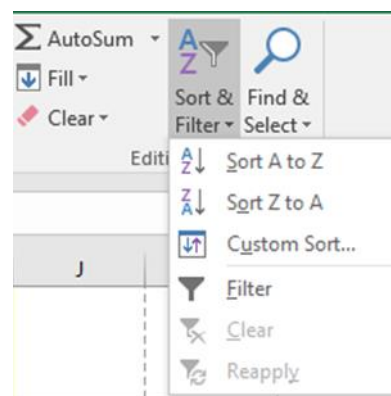 AutoSum
Fill
Clear
Sort & Filter
Find & Select
Editi
Sort A to Z
Sort Z to A
Custom Sort...
Filter
Clear
Reapply
J